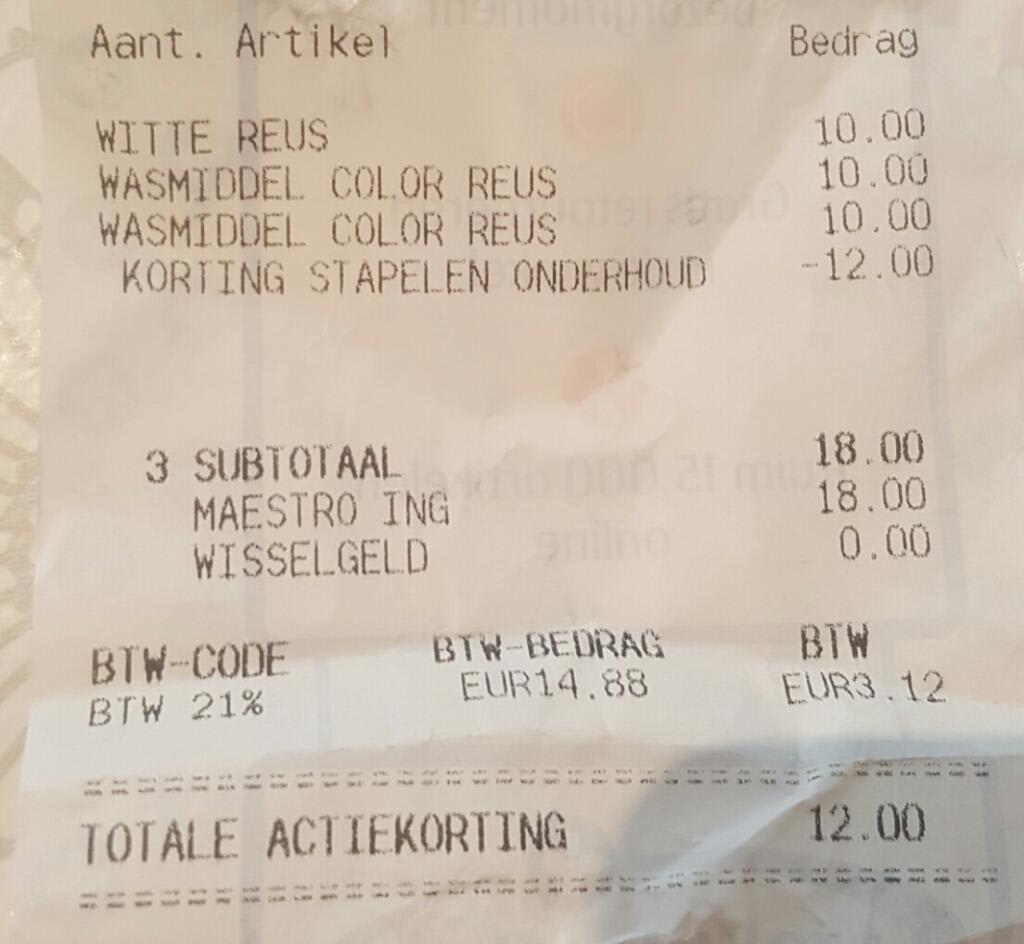 Aant. Artikel Bedrag
WITTE REUS 10.00
WASMIDDEL COLOR REUS 10.00
WASMIDDEL COLOR REUS 10.00
KORTING STAPELEN ONDERHOUD -12.00
3 SUBTOTAAL 18.00
MAESTRO ING 18.00
WISSELGELD 0.00
BTW-CODE BTW-BEDRAG BTW
BTW 21% EUR14.88 EUR3.12
TOTALE ACTIEKORTING 12.00